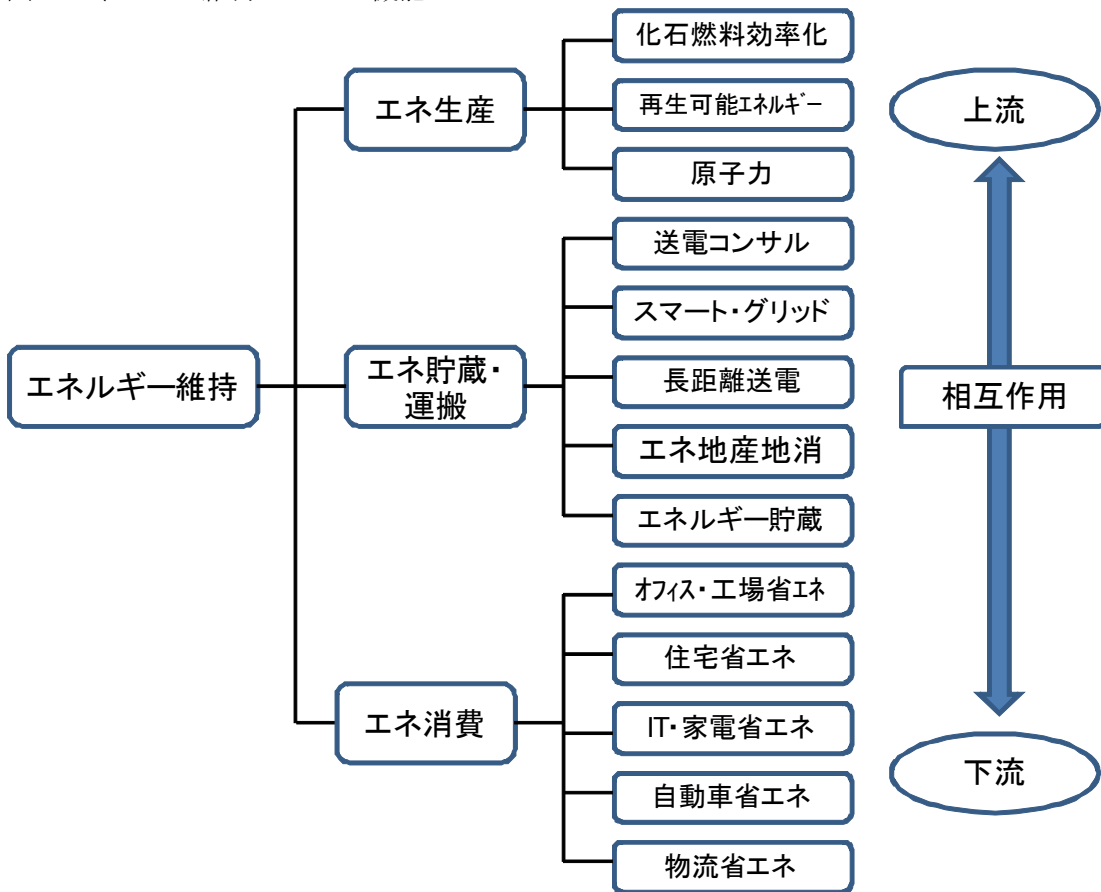 化石燃料効率化
エネ生産
再生可能ｴﾈﾙｷﾞｰ
上流
原子力
送電コンサル
スマート・グリッド
エネルギー維持
エネ貯蔵・
運搬
長距離送電
相互作用
エネ地産地消
エネルギー貯蔵
ｵﾌｨｽ・工場省ｴﾈ
住宅省エネ
エネ消費
IT・家電省エネ
下流
自動車省エネ
物流省エネ